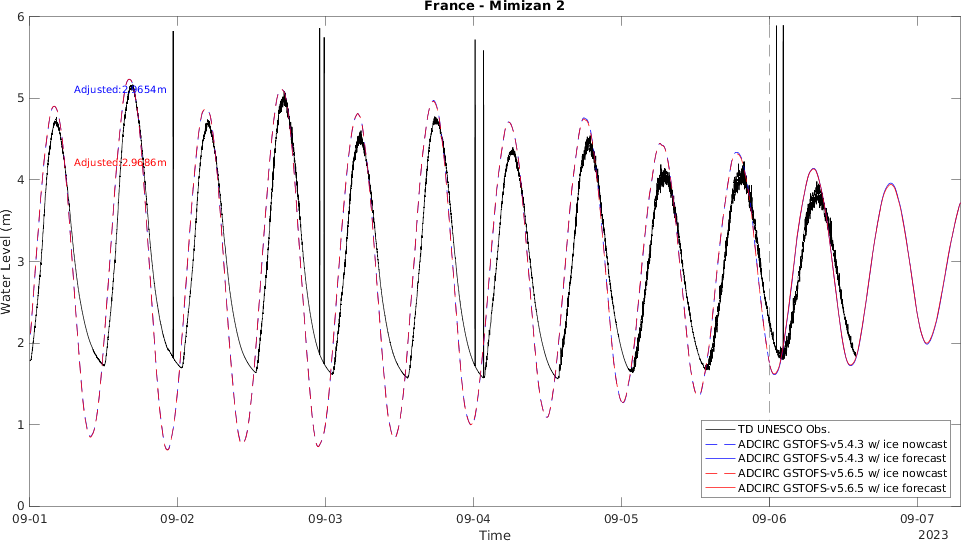 France - Mimizan 2
6
5
4
3
2
1
0
Water Level (m)
Adjusted:2.9654m
Adjusted:2.9686m
TD UNESCO Obs.
ADCIRC GSTOFS-v5.4.3 w/ ice nowcast
ADCIRC GSTOFS-v5.4.3 w/ ice forecast
ADCIRC GSTOFS-v5.6.5 w/ ice nowcast
ADCIRC GSTOFS-v5.6.5 w/ ice forecast
09-01 09-02 09-03 09-04 09-05 09-06 09-07
Time
2023